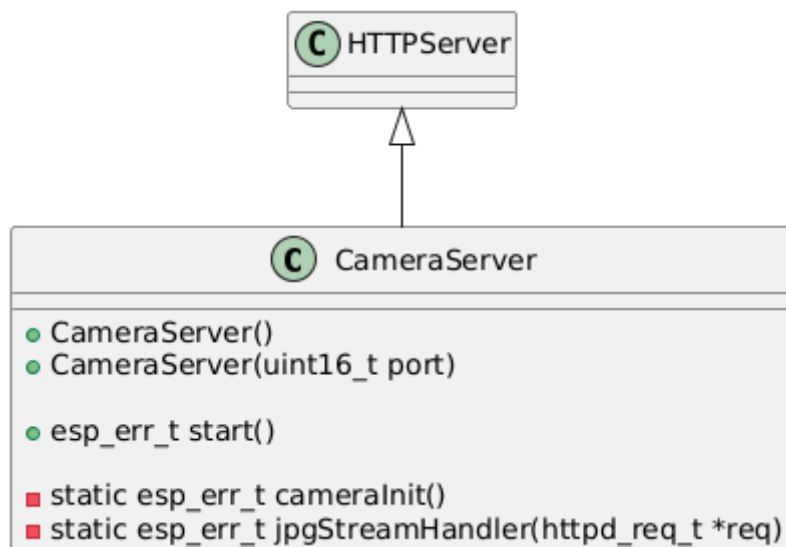 C HTTPServer
C CameraServer
CameraServer()
CameraServer(uint16_t port)
esp_err_t start()
static esp_err_t cameraInit()
static esp_err_t jpgStreamHandler(httpd_req_t *req)